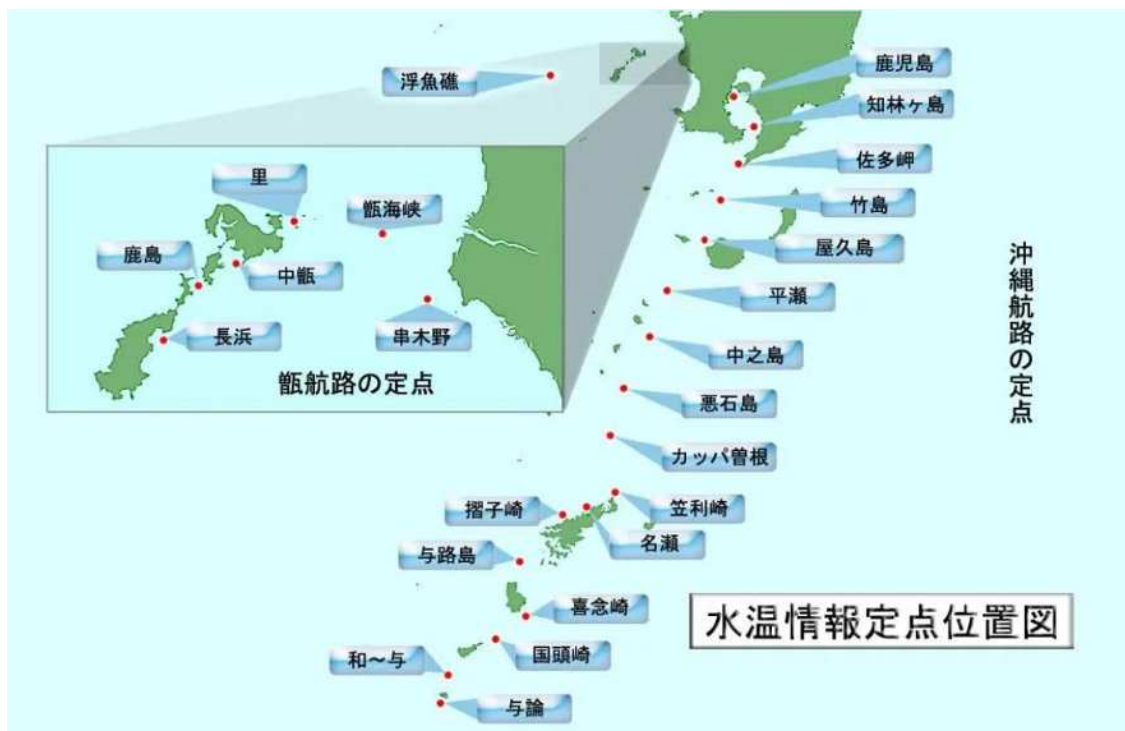 浮魚礁
鹿児島
知林ヶ島
佐多岬
竹島
屋久島
平瀬
中之島
悪石島
カッパ曽根
笠利崎
名瀬
摺子崎
与路島
喜念崎
国頭崎
和～与
与論
里
甑海峡
鹿島
中甑
長浜
串木野
甑航路の定点
沖縄航路の定点
水温情報定点位置図